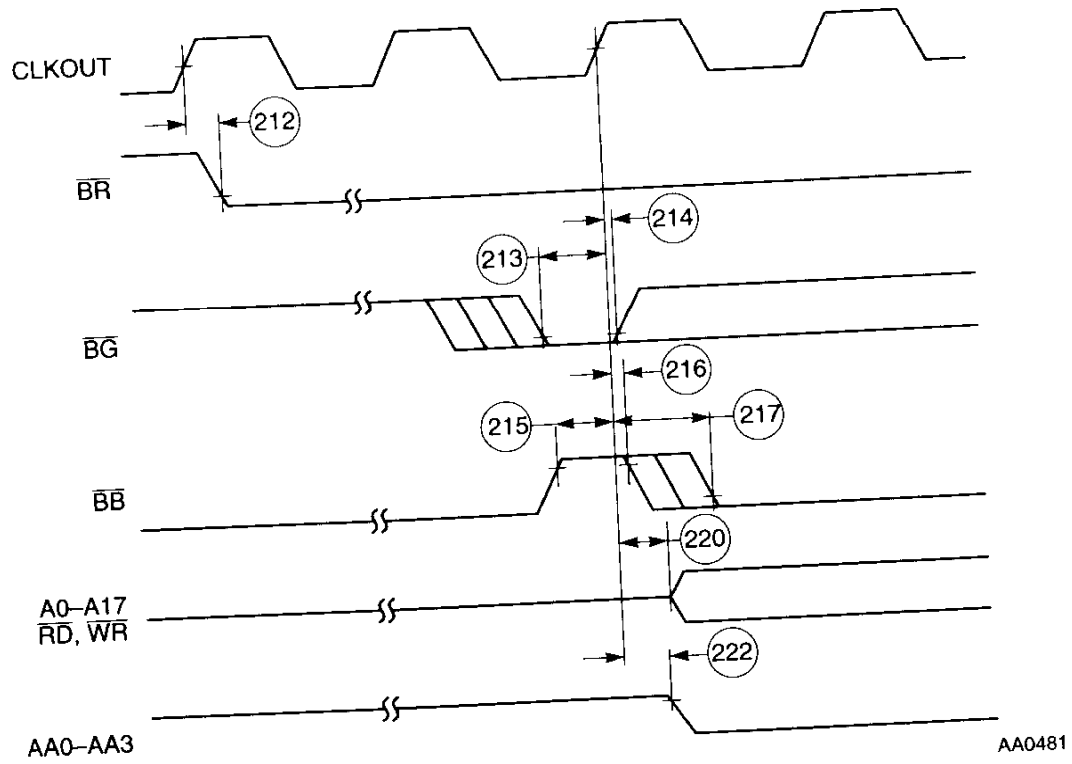 CLKOUT
212
BR
214
213
BG
216
215
217
BB
220
A0–A17
RD, WR
222
AA0–AA3
AA0481